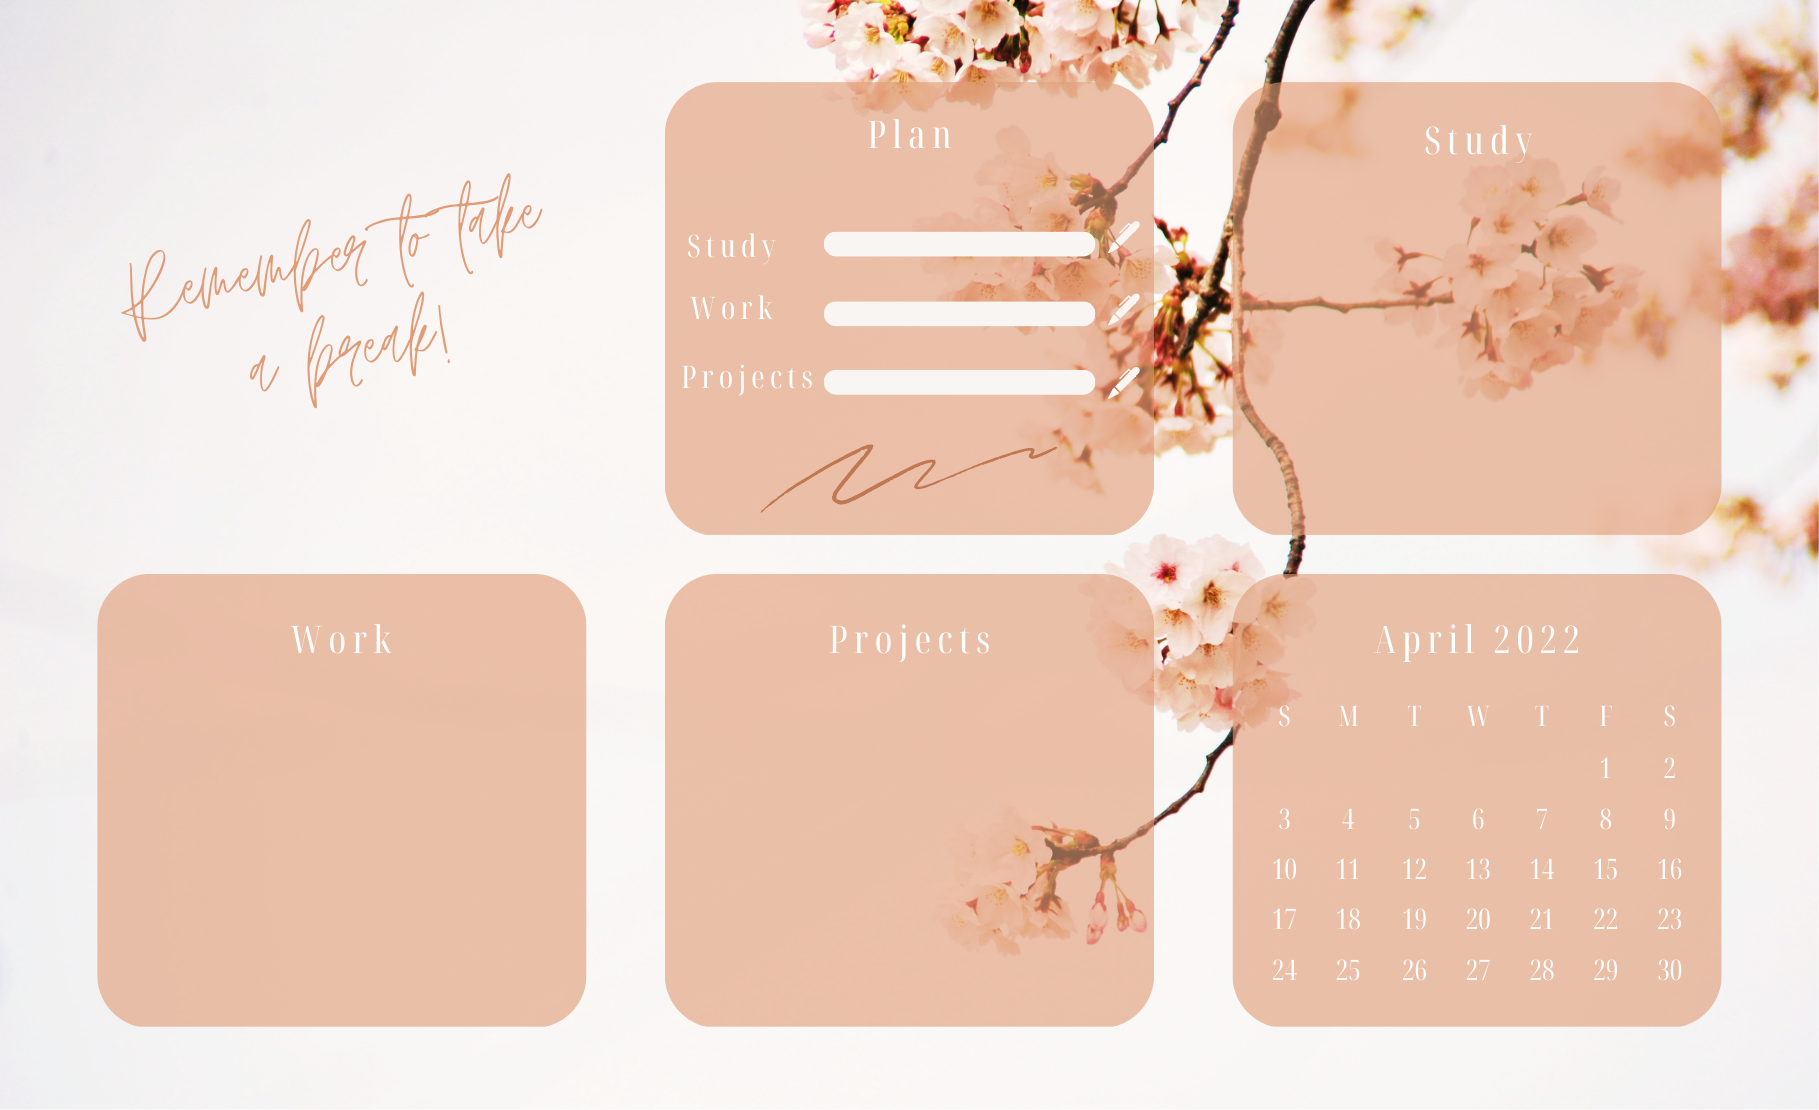 Remember to take
a break!
Plan
Study
Work
Projects
Study
Work
Projects
April 2022
S M T W T F S
1 2
3 4 5 6 7 8 9
10 11 12 13 14 15 16
17 18 19 20 21 22 23
24 25 26 27 28 29 30